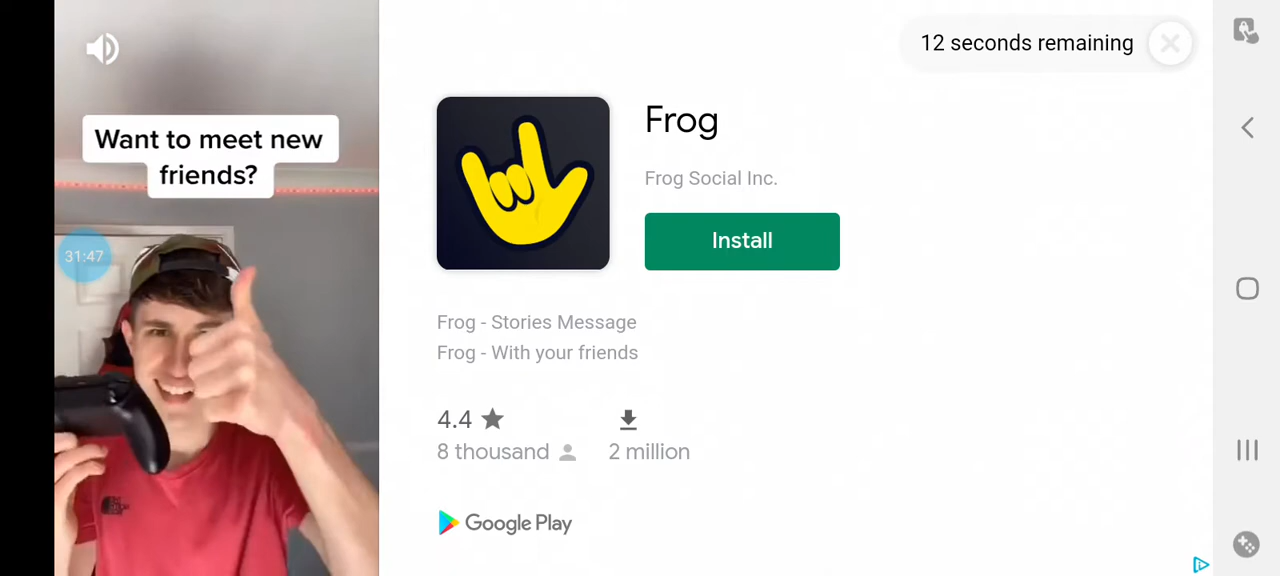 Want to meet new
friends?
31:47
12 seconds remaining
Frog
Frog Social Inc.
Install
Frog - Stories Message
Frog - With your friends
4.4
8 thousand
2 million
Google Play